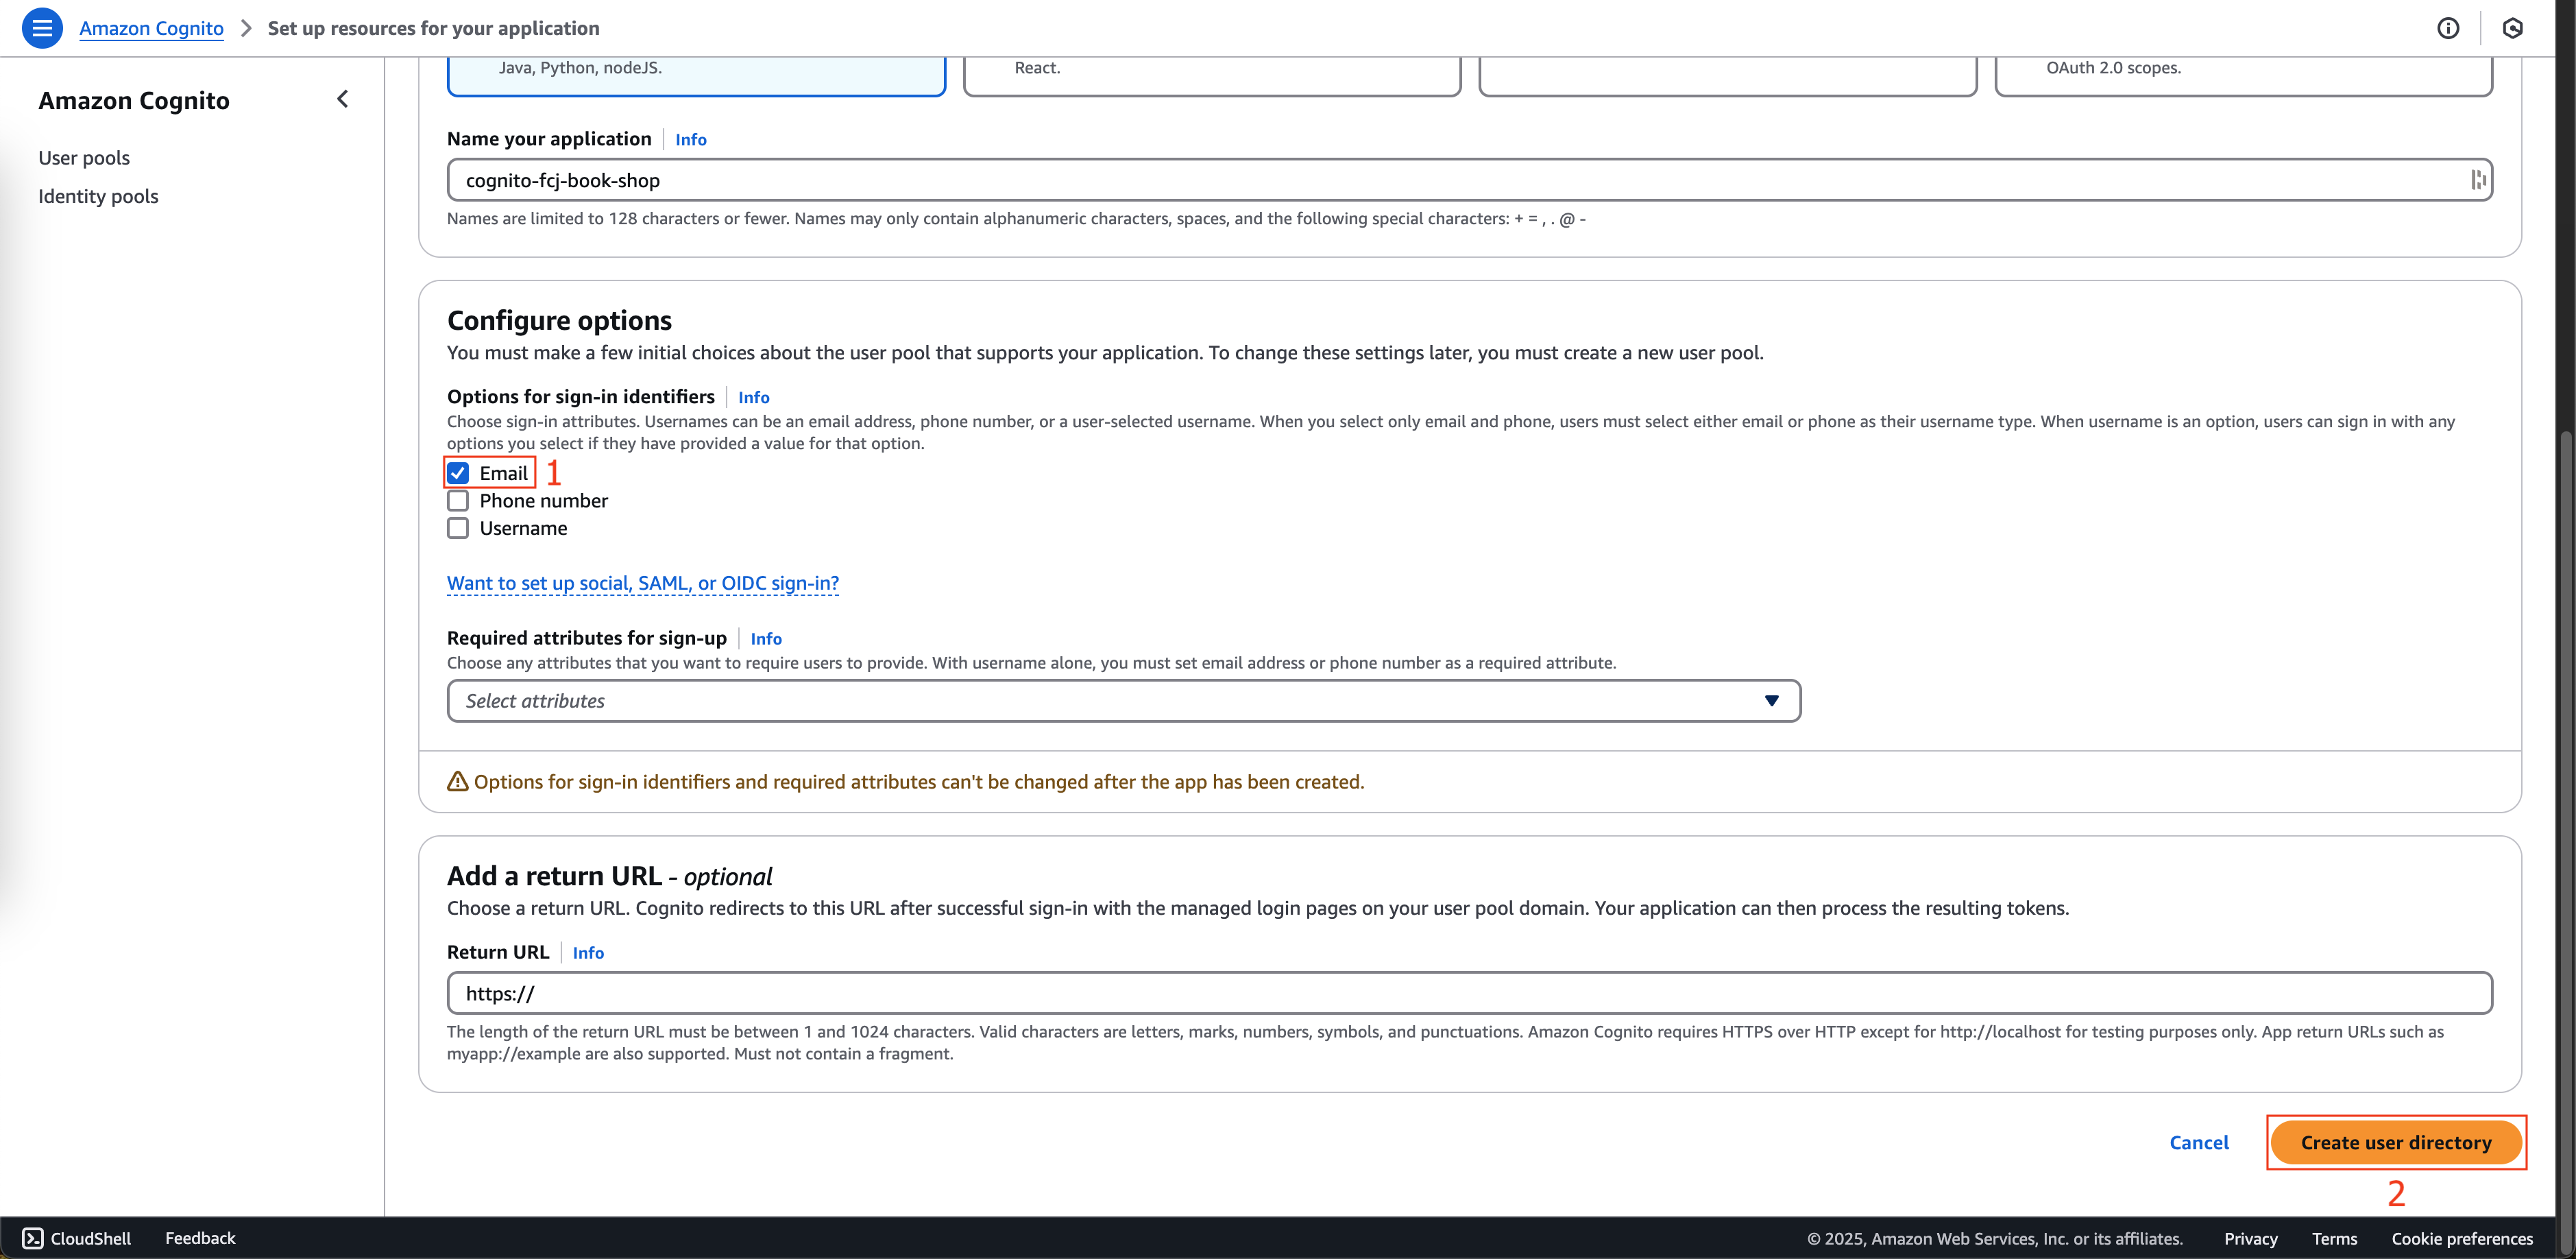 Amazon Cognito > Set up resources for your application
Amazon Cognito
User pools
Identity pools
Java, Python, nodeJS.
React.
OAuth 2.0 scopes.
Name your application Info
cognito-fcj-book-shop
Names are limited to 128 characters or fewer. Names may only contain alphanumeric characters, spaces, and the following special characters: + = , . @ -
Configure options
You must make a few initial choices about the user pool that supports your application. To change these settings later, you must create a new user pool.
Options for sign-in identifiers Info
Choose sign-in attributes. Usernames can be an email address, phone number, or a user-selected username. When you select only email and phone, users must select either email or phone as their username type. When username is an option, users can sign in with any
options you select if they have provided a value for that option.
Email 1
Phone number
Username
Want to set up social, SAML, or OIDC sign-in?
Required attributes for sign-up Info
Choose any attributes that you want to require users to provide. With username alone, you must set email address or phone number as a required attribute.
Select attributes
Options for sign-in identifiers and required attributes can't be changed after the app has been created.
Add a return URL - optional
Choose a return URL. Cognito redirects to this URL after successful sign-in with the managed login pages on your user pool domain. Your application can then process the resulting tokens.
Return URL Info
https://
The length of the return URL must be between 1 and 1024 characters. Valid characters are letters, marks, numbers, symbols, and punctuations. Amazon Cognito requires HTTPS over HTTP except for http://localhost for testing purposes only. App return URLs such as
myapp://example are also supported. Must not contain a fragment.
Cancel Create user directory
2
CloudShell Feedback © 2025, Amazon Web Services, Inc. or its affiliates. Privacy Terms Cookie preferences